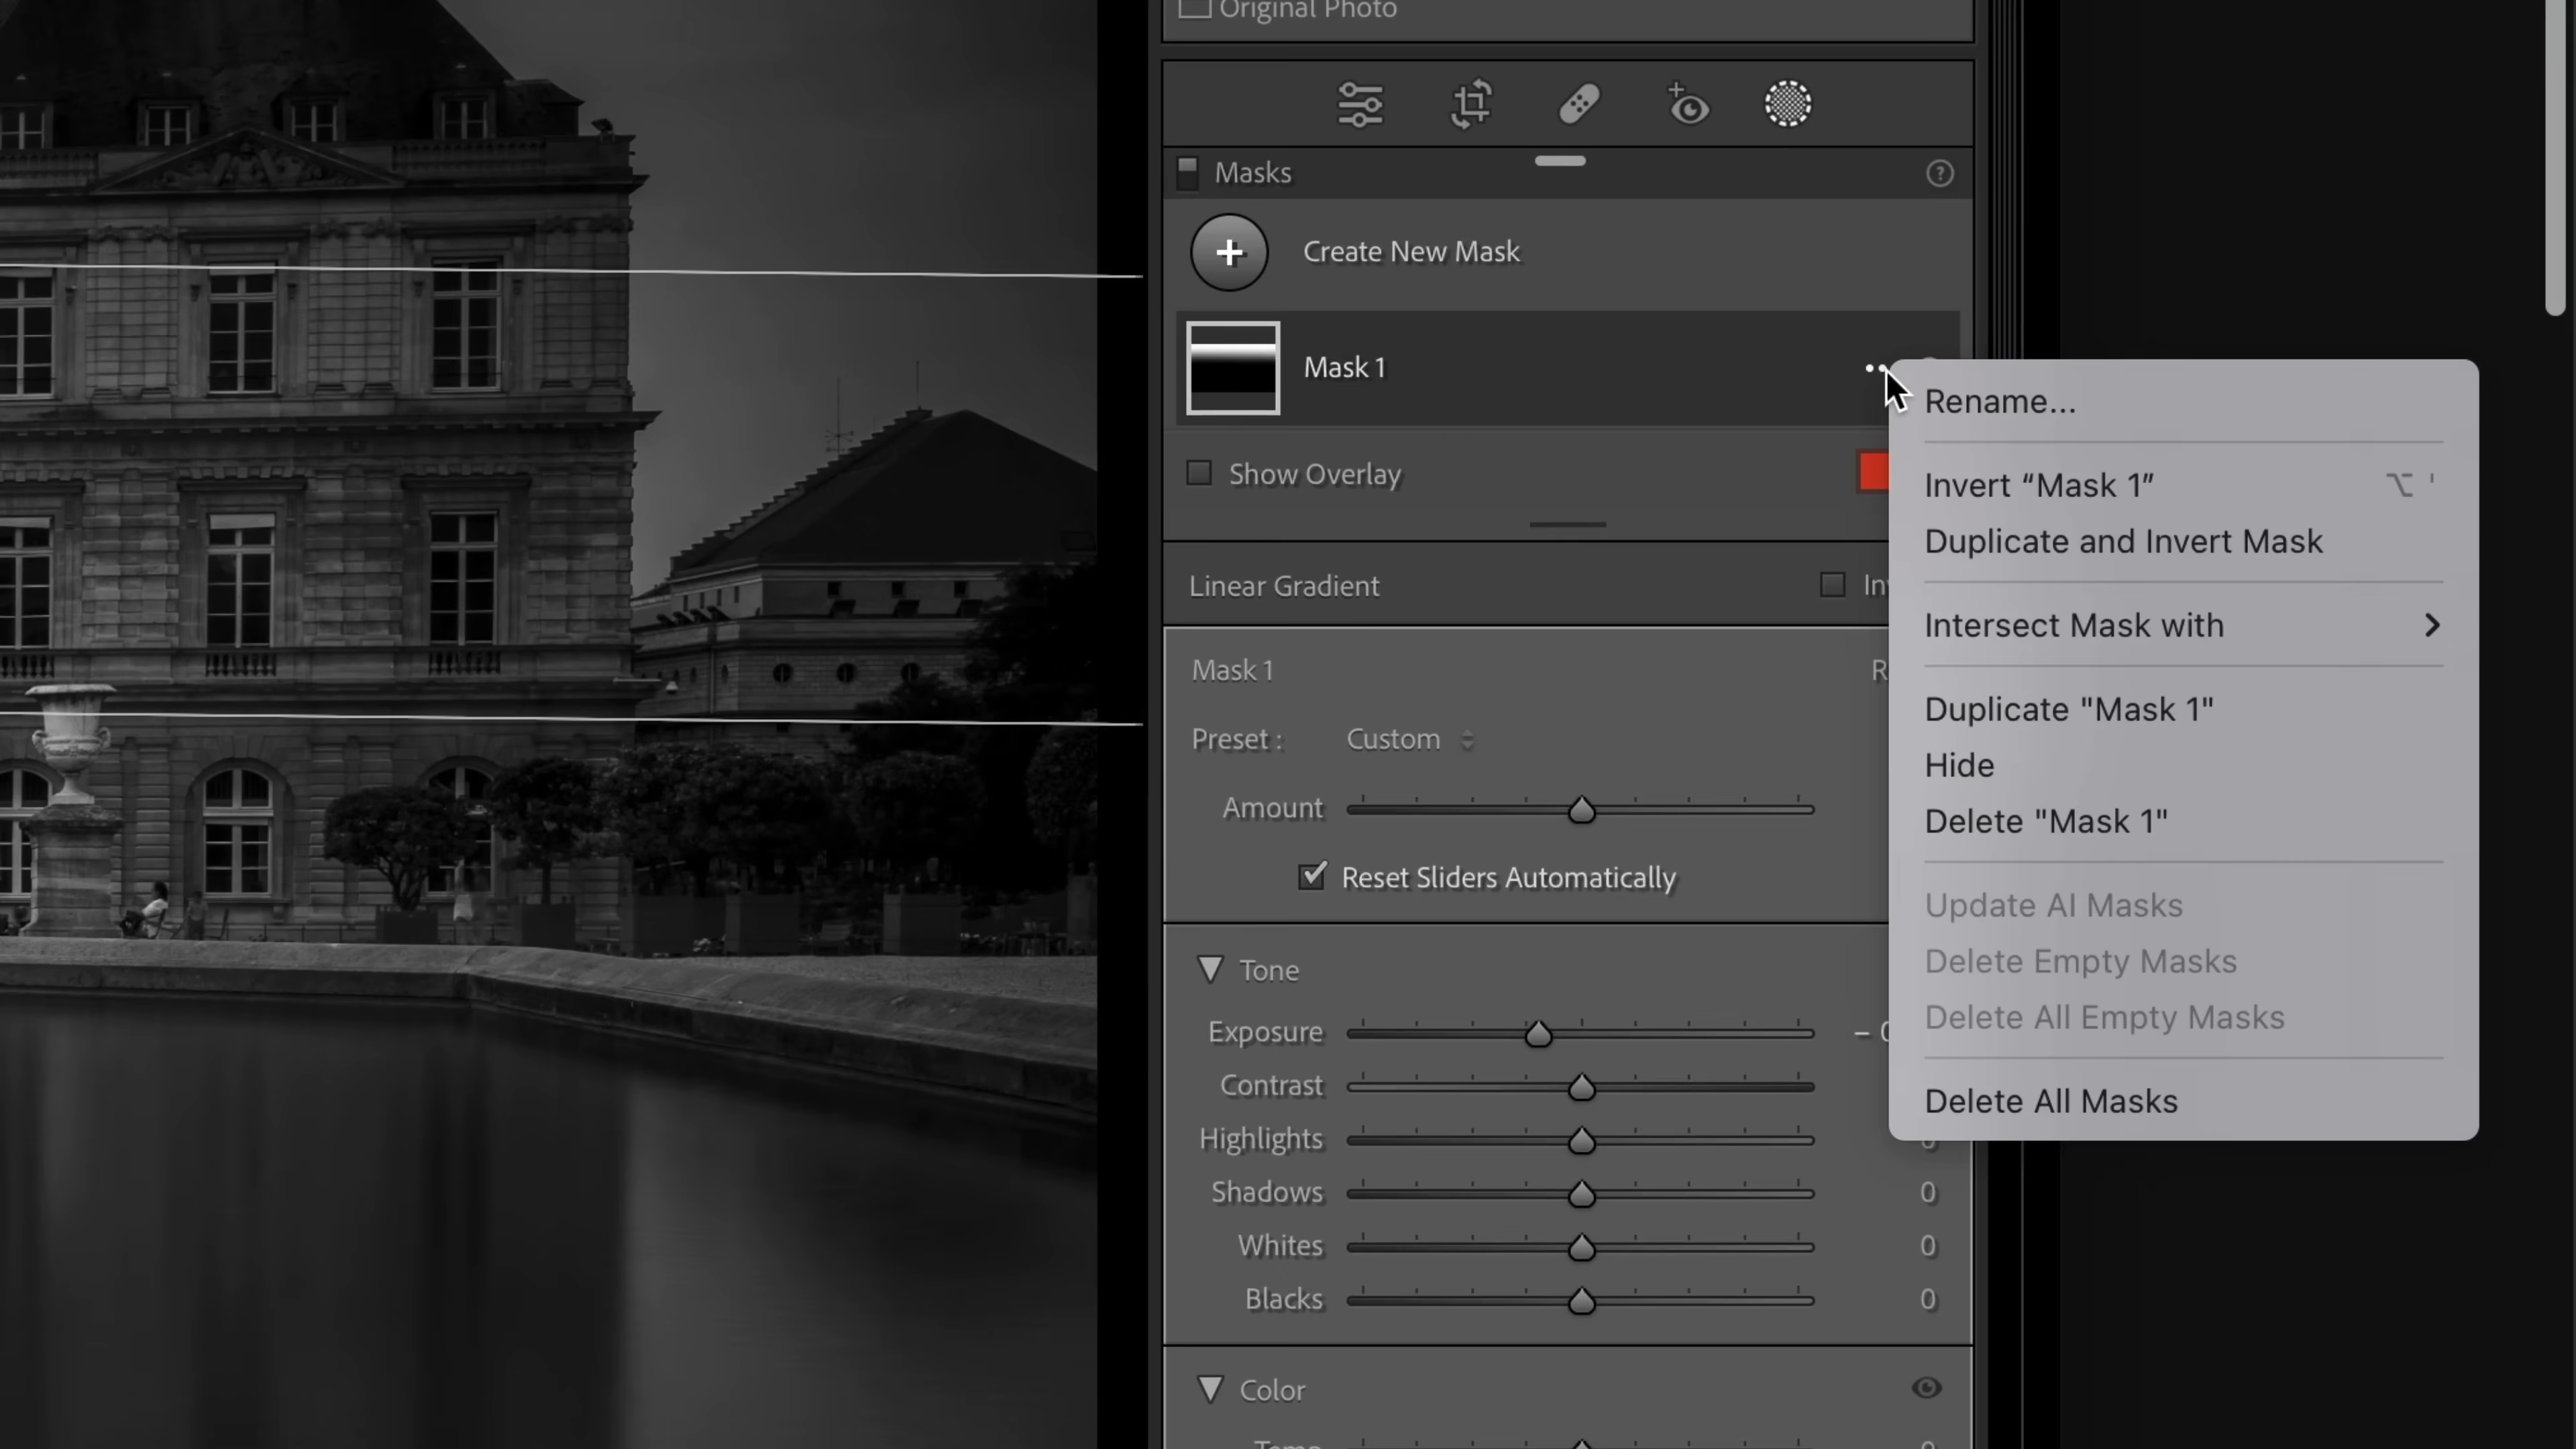 Original Photo
Masks
Create New Mask
Mask 1
Show Overlay
Linear Gradient
Mask 1
Preset : Custom
Amount
Reset Sliders Automatically
Tone
Exposure
Contrast
Highlights
Shadows 0
Whites 0
Blacks 0
Color
Rename...
Invert “Mask 1” ⌥ '
Duplicate and Invert Mask
Intersect Mask with
Duplicate "Mask 1"
Hide
Delete "Mask 1"
Update AI Masks
Delete Empty Masks
Delete All Empty Masks
Delete All Masks